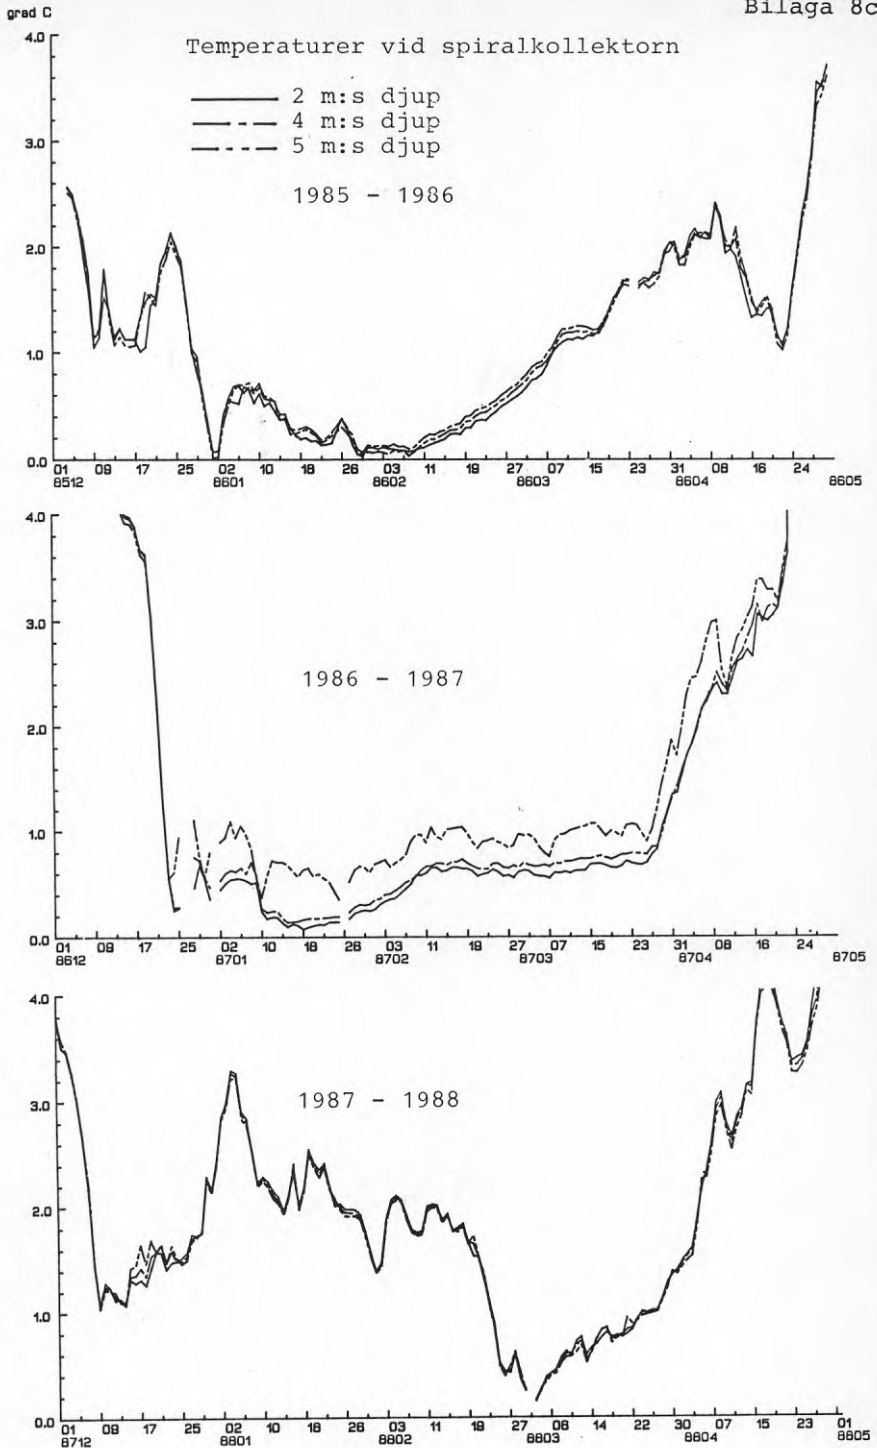 Bilaga 8c
grad C
Temperaturer vid spiralkollektorn
2 m:s djup
4 m:s djup
5 m:s djup
1985 - 1986
4.0
3.0
2.0
1.0
0.0
01 09 17 25 02 10 18 26 03 11 19 27 07 15 23 31 08 16 24
8512 8601 8602 8603 8604 8605
1986 - 1987
4.0
3.0
2.0
1.0
0.0
01 09 17 25 02 10 18 26 03 11 19 27 07 15 23 31 08 16 24
8612 8701 8702 8703 8704 8705
1987 - 1988
4.0
3.0
2.0
1.0
0.0
01 09 17 25 02 10 18 26 03 11 19 27 06 14 22 30 07 15 23 01
8712 8801 8802 8803 8804 8805